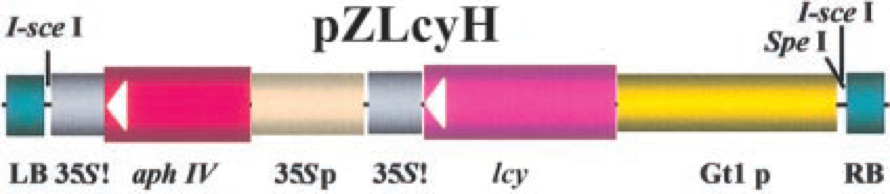 pZLcyH
I-sce I
I-sce I
Spe I
LB 35S! aph IV 35Sp 35S! lcy Gt1 p RB